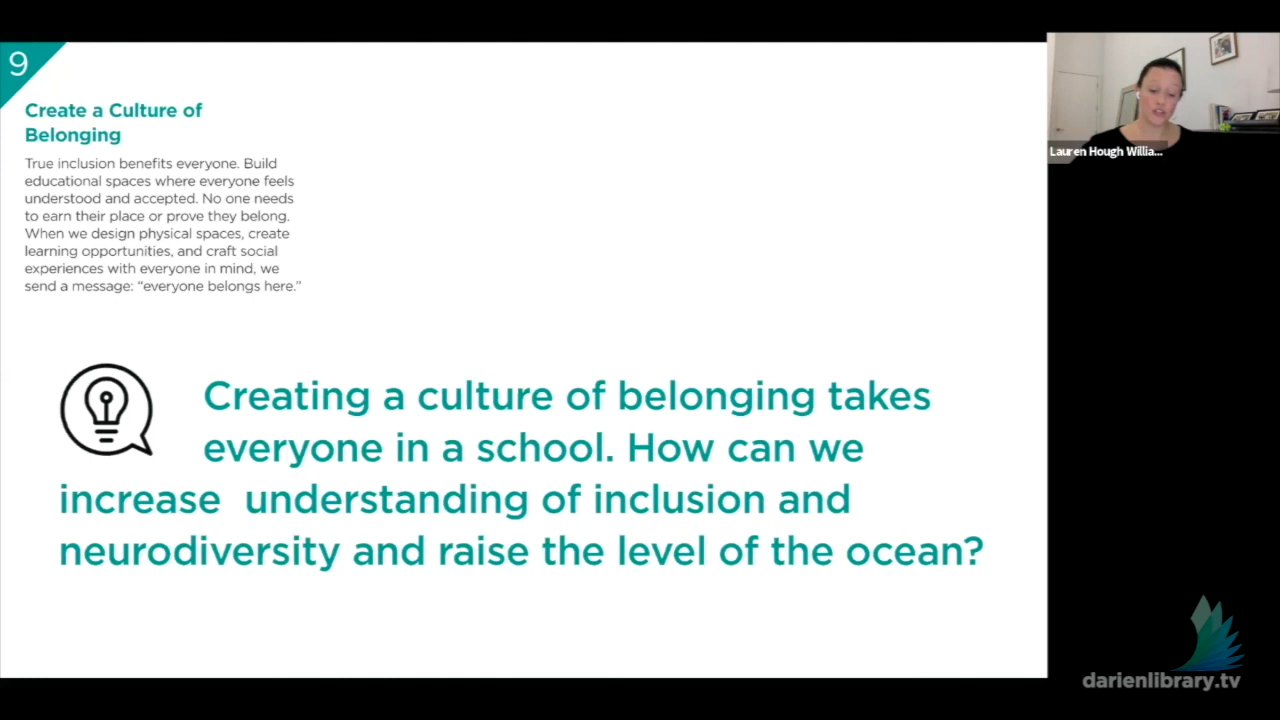 9
Create a Culture of
Belonging
True inclusion benefits everyone. Build
educational spaces where everyone feels
understood and accepted. No one needs
to earn their place or prove they belong.
When we design physical spaces, create
learning opportunities, and craft social
experiences with everyone in mind, we
send a message: “everyone belongs here.”
Creating a culture of belonging takes
everyone in a school. How can we
increase  understanding of inclusion and
neurodiversity and raise the level of the ocean?
Lauren Hough Willia...
darienlibrary.tv